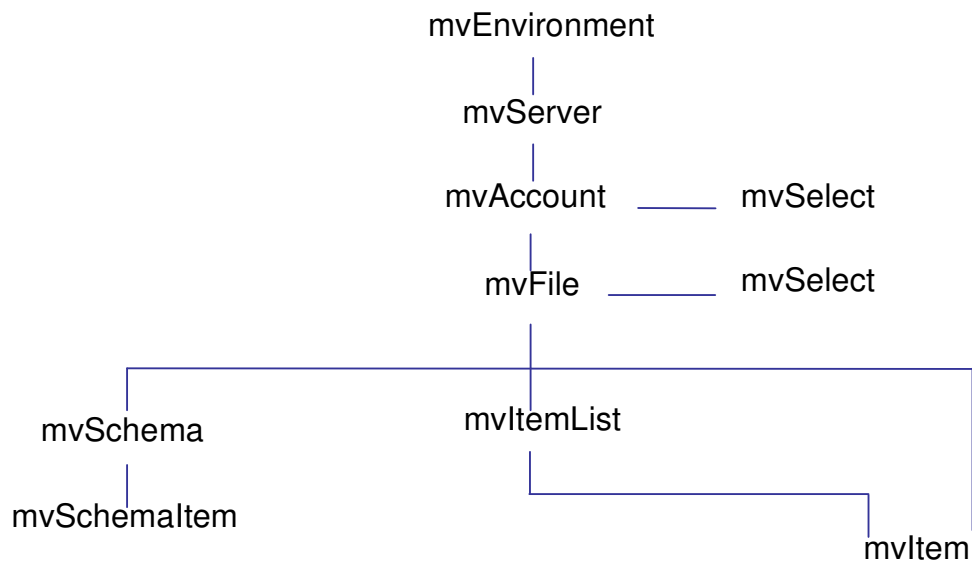 mvEnvironment
mvServer
mvAccount
mvSelect
mvFile
mvSelect
mvSchema
mvItemList
mvSchemaItem
mvItem